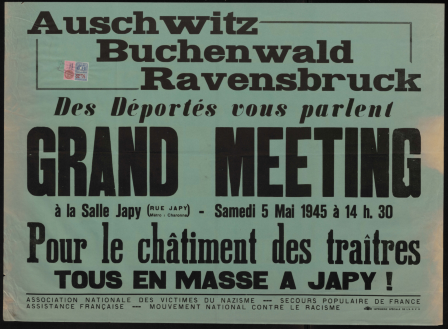 Auschwitz
Buchenwald
Ravensbruck
Des Déportés vous parlent
GRAND MEETING
à la Salle Japy (RUE JAPY Métro : Charonne) - Samedi 5 Mai 1945 à 14 h. 30
Pour le châtiment des traîtres
TOUS EN MASSE A JAPY !
ASSOCIATION NATIONALE DES VICTIMES DU NAZISME — SECOURS POPULAIRE DE FRANCE
ASSISTANCE FRANÇAISE — MOUVEMENT NATIONAL CONTRE LE RACISME